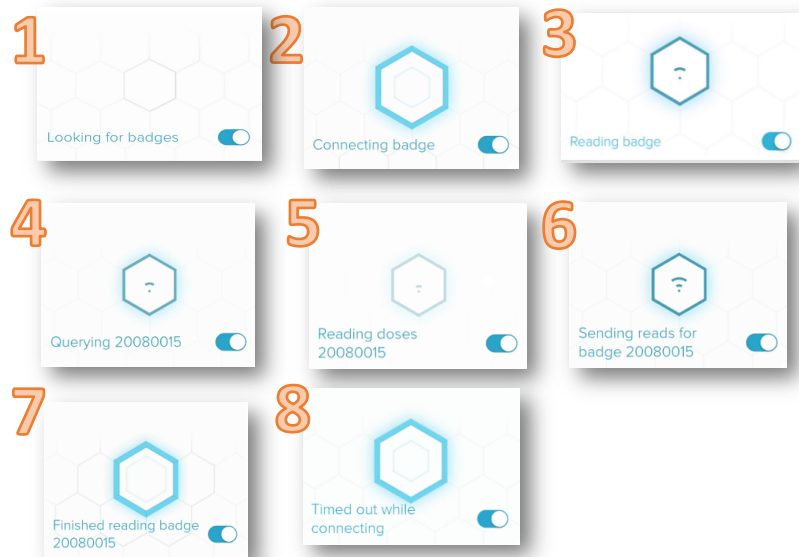 1
Looking for badges
2
Connecting badge
3
Reading badge
4
Querying 20080015
5
Reading doses
20080015
6
Sending reads for
badge 20080015
7
Finished reading badge
20080015
8
Timed out while
connecting